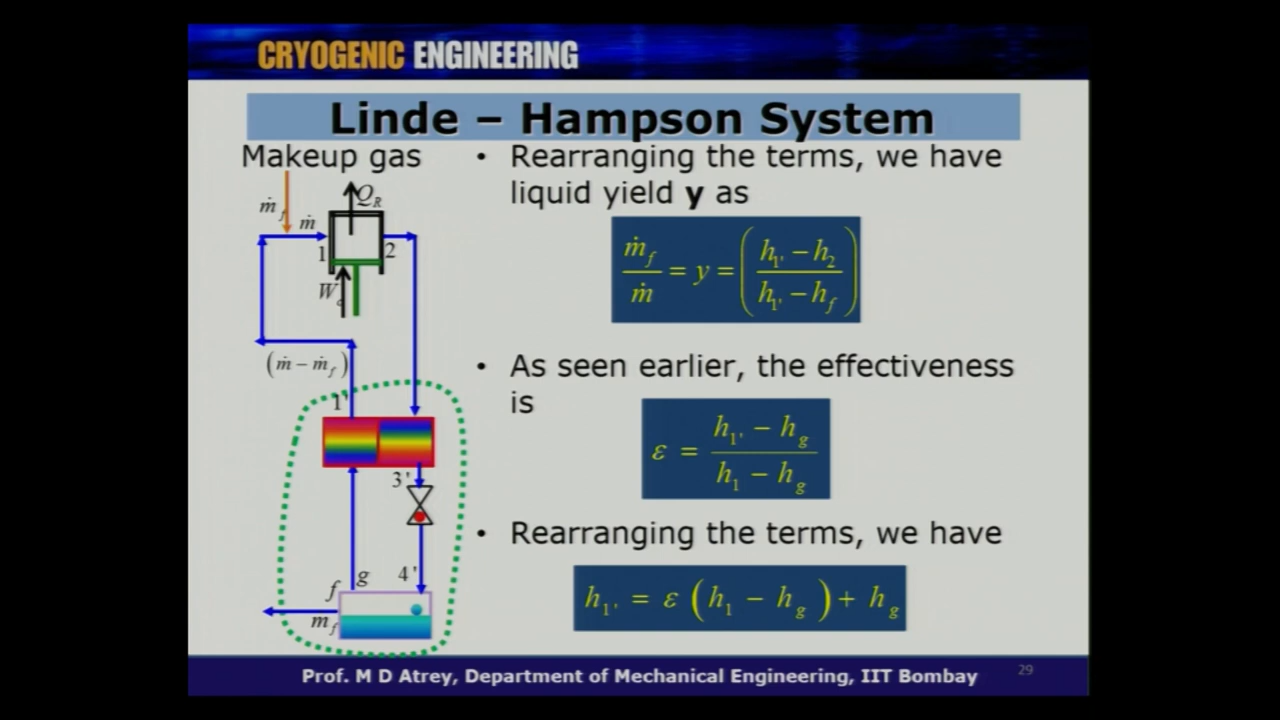 CRYOGENIC ENGINEERING
Linde – Hampson System
Makeup gas
ṁ_f
ṁ
Q_R
1
2
W_c
(ṁ − ṁ_f)
1'
3'
4'
g
f
ṁ_f
• Rearranging the terms, we have
liquid yield y as
ṁ_f / ṁ = y = ( (h_1' − h_2) / (h_1' − h_f) )
• As seen earlier, the effectiveness
is
ε = (h_1' − h_g) / (h_1 − h_g)
• Rearranging the terms, we have
h_1' = ε (h_1 − h_g) + h_g
Prof. M D Atrey, Department of Mechanical Engineering, IIT Bombay
29